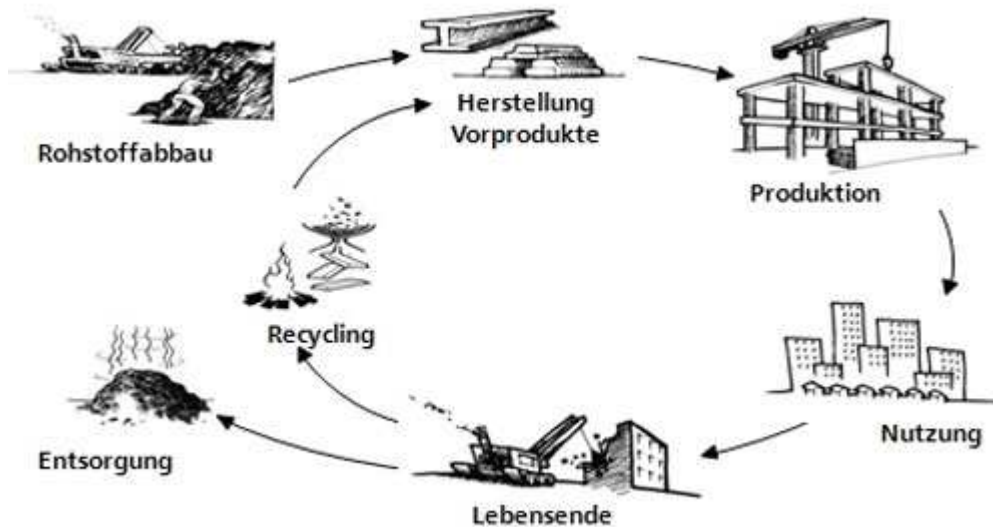 Rohstoffabbau
Herstellung
Vorprodukte
Produktion
Nutzung
Lebensende
Recycling
Entsorgung